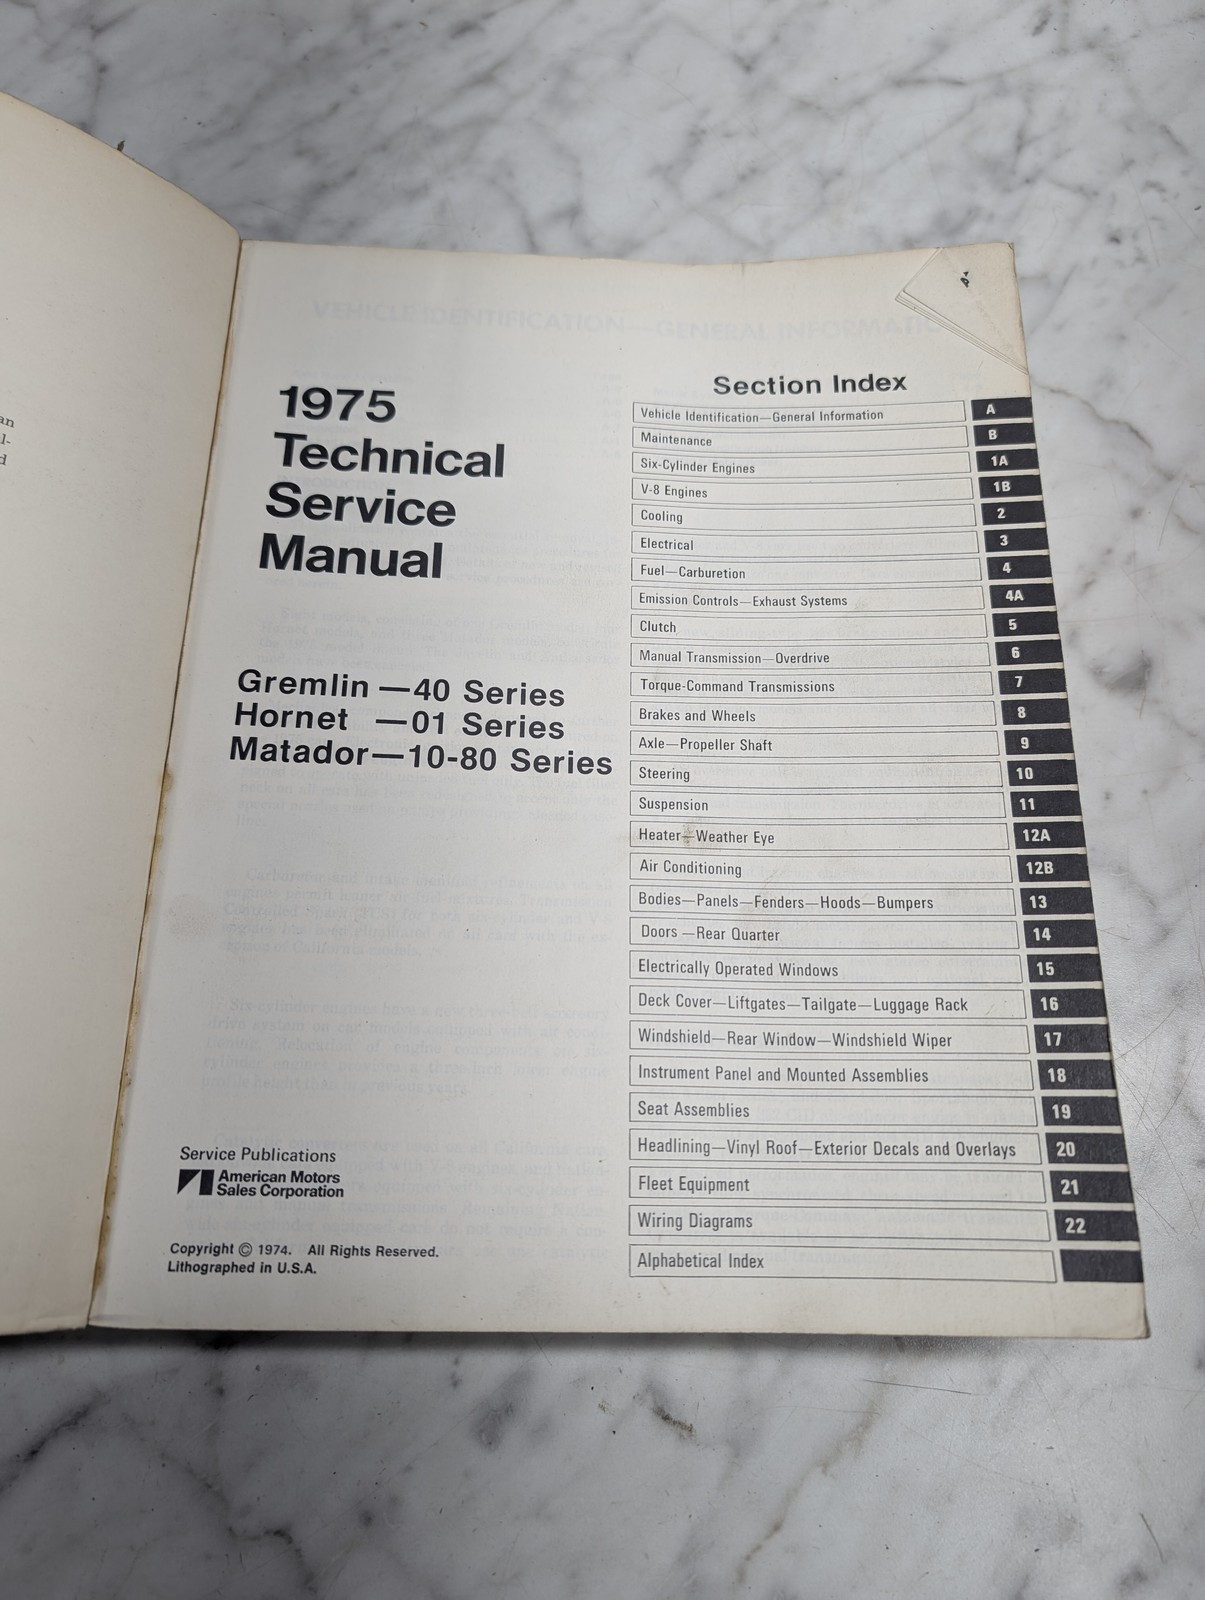 an
l-
d
1975
Technical
Service
Manual
Gremlin —40 Series
Hornet —01 Series
Matador—10-80 Series
Service Publications
American Motors
Sales Corporation
Copyright © 1974. All Rights Reserved.
Lithographed in U.S.A.
VEHICLE IDENTIFICATION—GENERAL INFORMATIO
Section Index
Vehicle Identification—General Information A
Maintenance B
Six-Cylinder Engines 1A
V-8 Engines 1B
Cooling 2
Electrical 3
Fuel—Carburetion 4
Emission Controls—Exhaust Systems 4A
Clutch 5
Manual Transmission—Overdrive 6
Torque-Command Transmissions 7
Brakes and Wheels 8
Axle—Propeller Shaft 9
Steering 10
Suspension 11
Heater—Weather Eye 12A
Air Conditioning 12B
Bodies—Panels—Fenders—Hoods—Bumpers 13
Doors—Rear Quarter 14
Electrically Operated Windows 15
Deck Cover—Liftgates—Tailgate—Luggage Rack 16
Windshield—Rear Window—Windshield Wiper 17
Instrument Panel and Mounted Assemblies 18
Seat Assemblies 19
Headlining—Vinyl Roof—Exterior Decals and Overlays 20
Fleet Equipment 21
Wiring Diagrams 22
Alphabetical Index